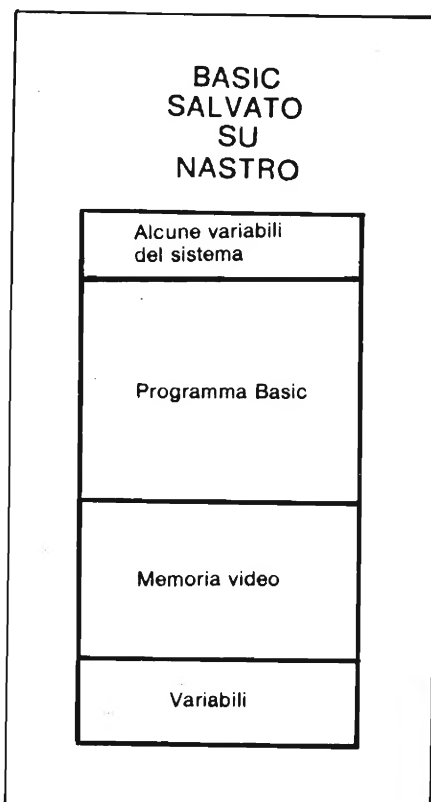 BASIC
SALVATO
SU
NASTRO
Alcune variabili
del sistema
Programma Basic
Memoria video
Variabili